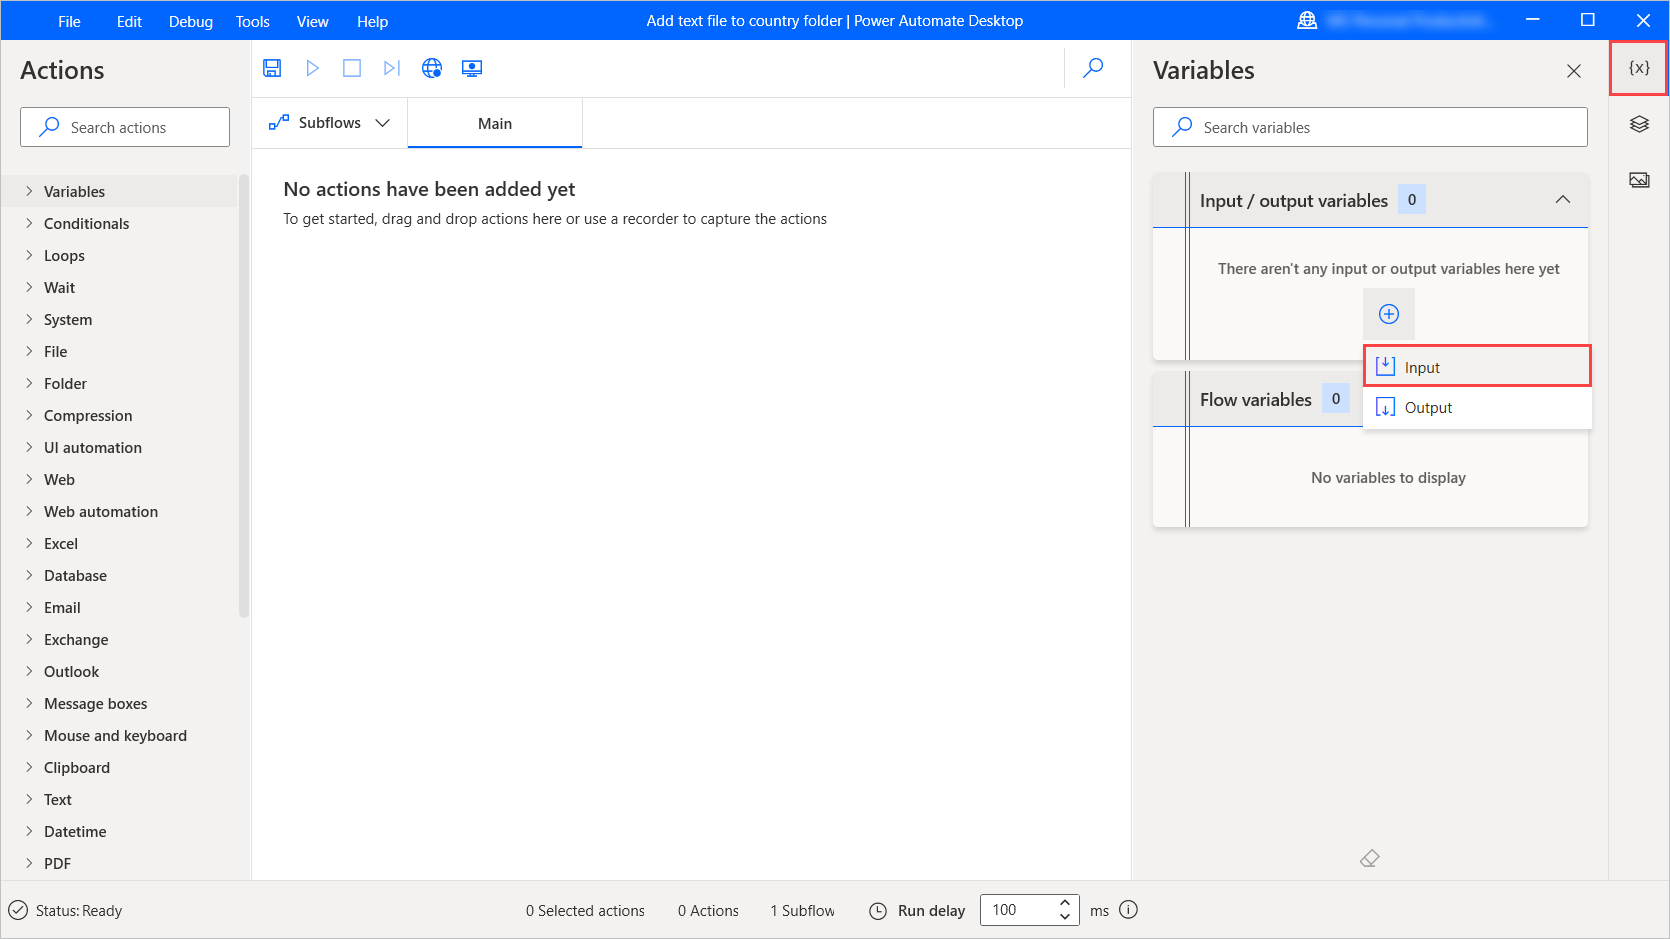 File Edit Debug Tools View Help
Add text file to country folder | Power Automate Desktop
Actions
Search actions
Variables
Conditionals
Loops
Wait
System
File
Folder
Compression
UI automation
Web
Web automation
Excel
Database
Email
Exchange
Outlook
Message boxes
Mouse and keyboard
Clipboard
Text
Datetime
PDF
Subflows
Main
No actions have been added yet
To get started, drag and drop actions here or use a recorder to capture the actions
Variables
{x}
Search variables
Input / output variables 0
There aren't any input or output variables here yet
Input
Output
Flow variables 0
No variables to display
Status: Ready
0 Selected actions
0 Actions
1 Subflow
Run delay
100
ms